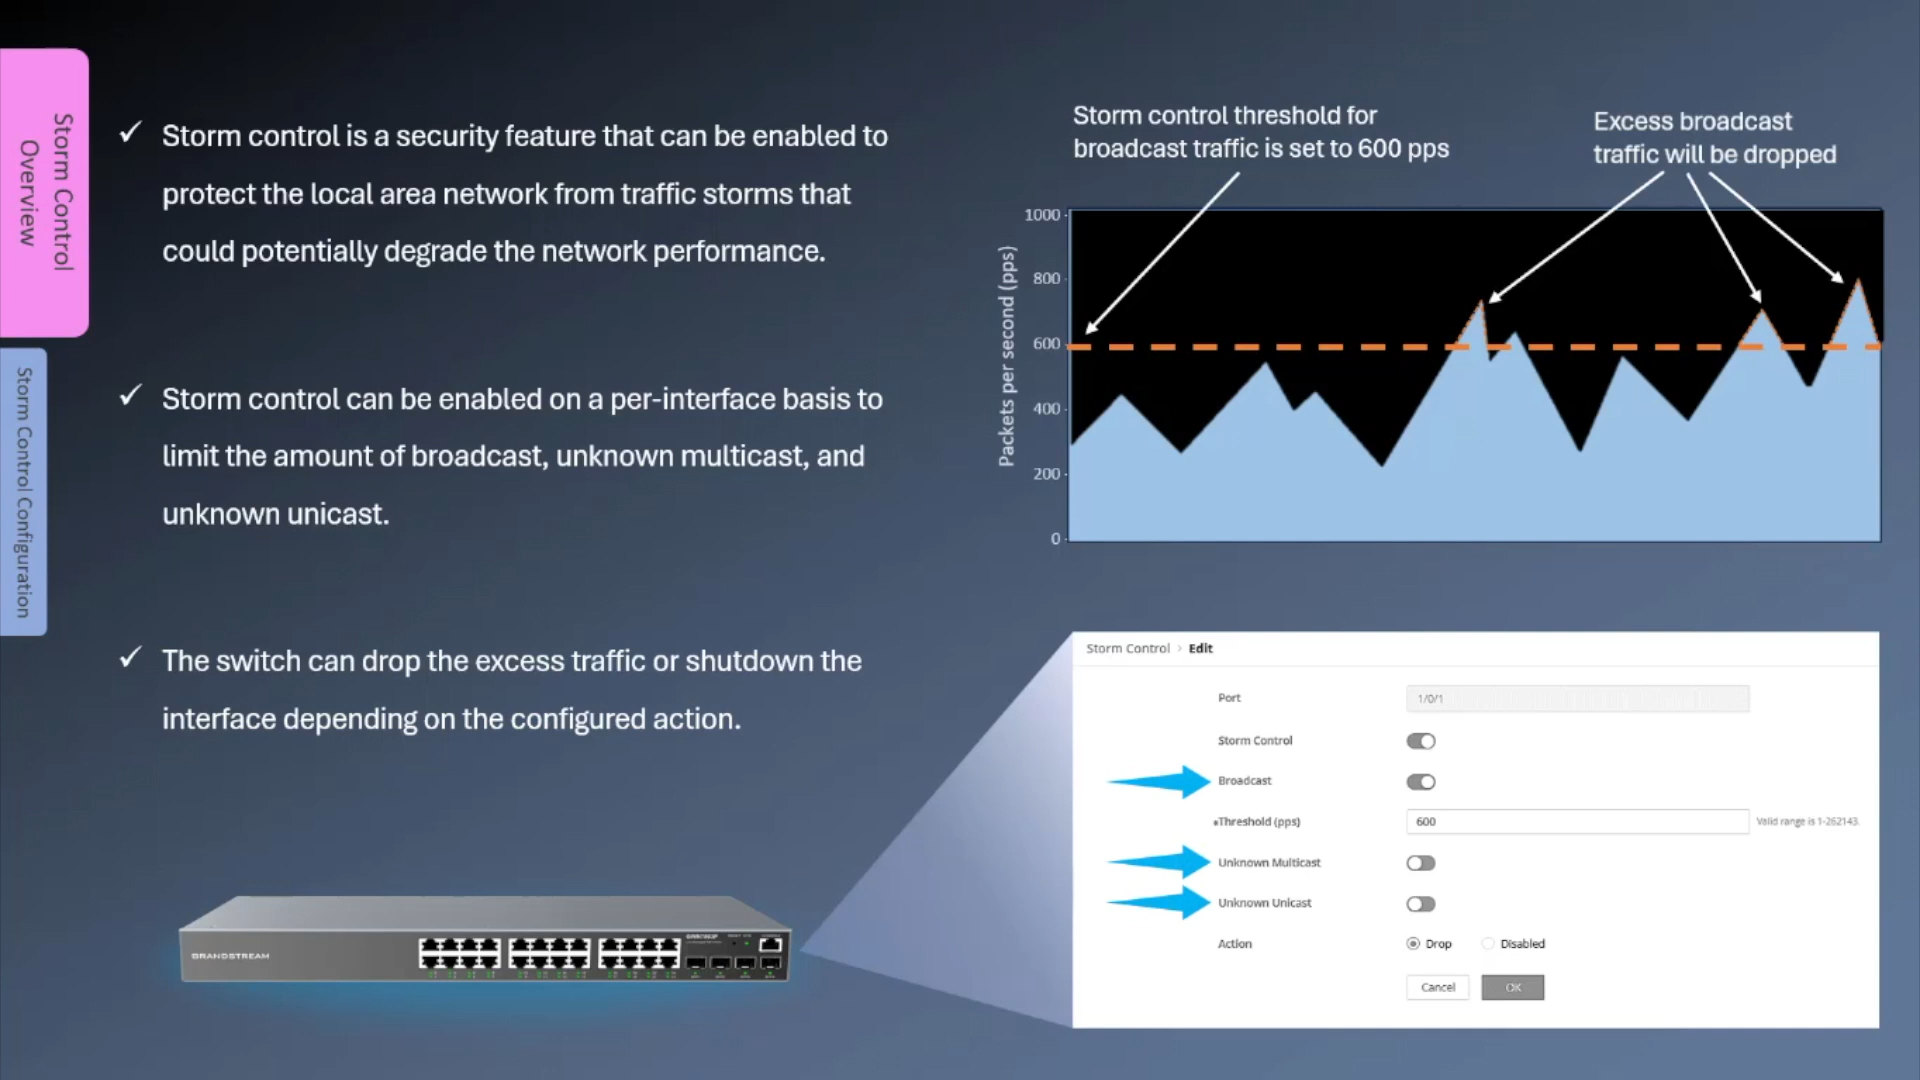 Storm Control
Overview
Storm Control Configuration
✓ Storm control is a security feature that can be enabled to
protect the local area network from traffic storms that
could potentially degrade the network performance.
✓ Storm control can be enabled on a per-interface basis to
limit the amount of broadcast, unknown multicast, and
unknown unicast.
✓ The switch can drop the excess traffic or shutdown the
interface depending on the configured action.
GRANDSTREAM
Storm control threshold for
broadcast traffic is set to 600 pps
Excess broadcast
traffic will be dropped
Packets per second (pps)
1000
800
600
400
200
0
Storm Control > Edit
Port 1/0/1
Storm Control
Broadcast
*Threshold (pps) 600 Valid range is 1-262143.
Unknown Multicast
Unknown Unicast
Action Drop Disabled
Cancel OK